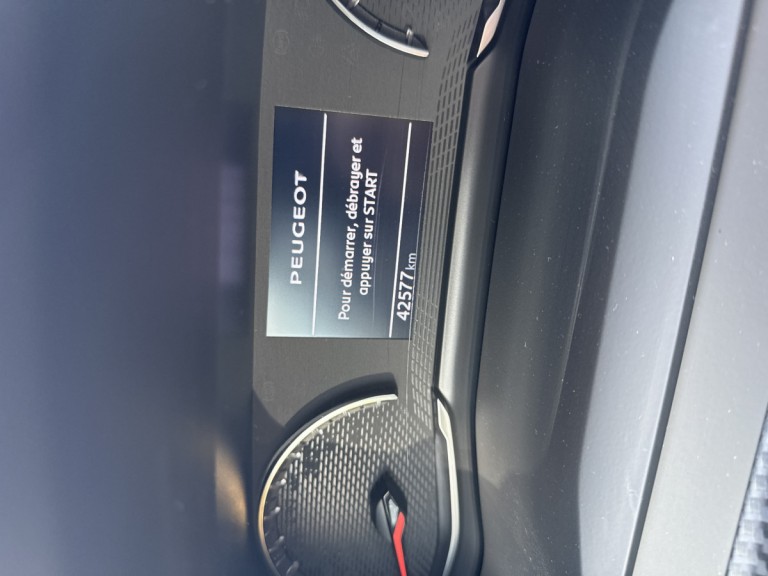 PEUGEOT
Pour démarrer, débrayer et
appuyer sur START
42577 km